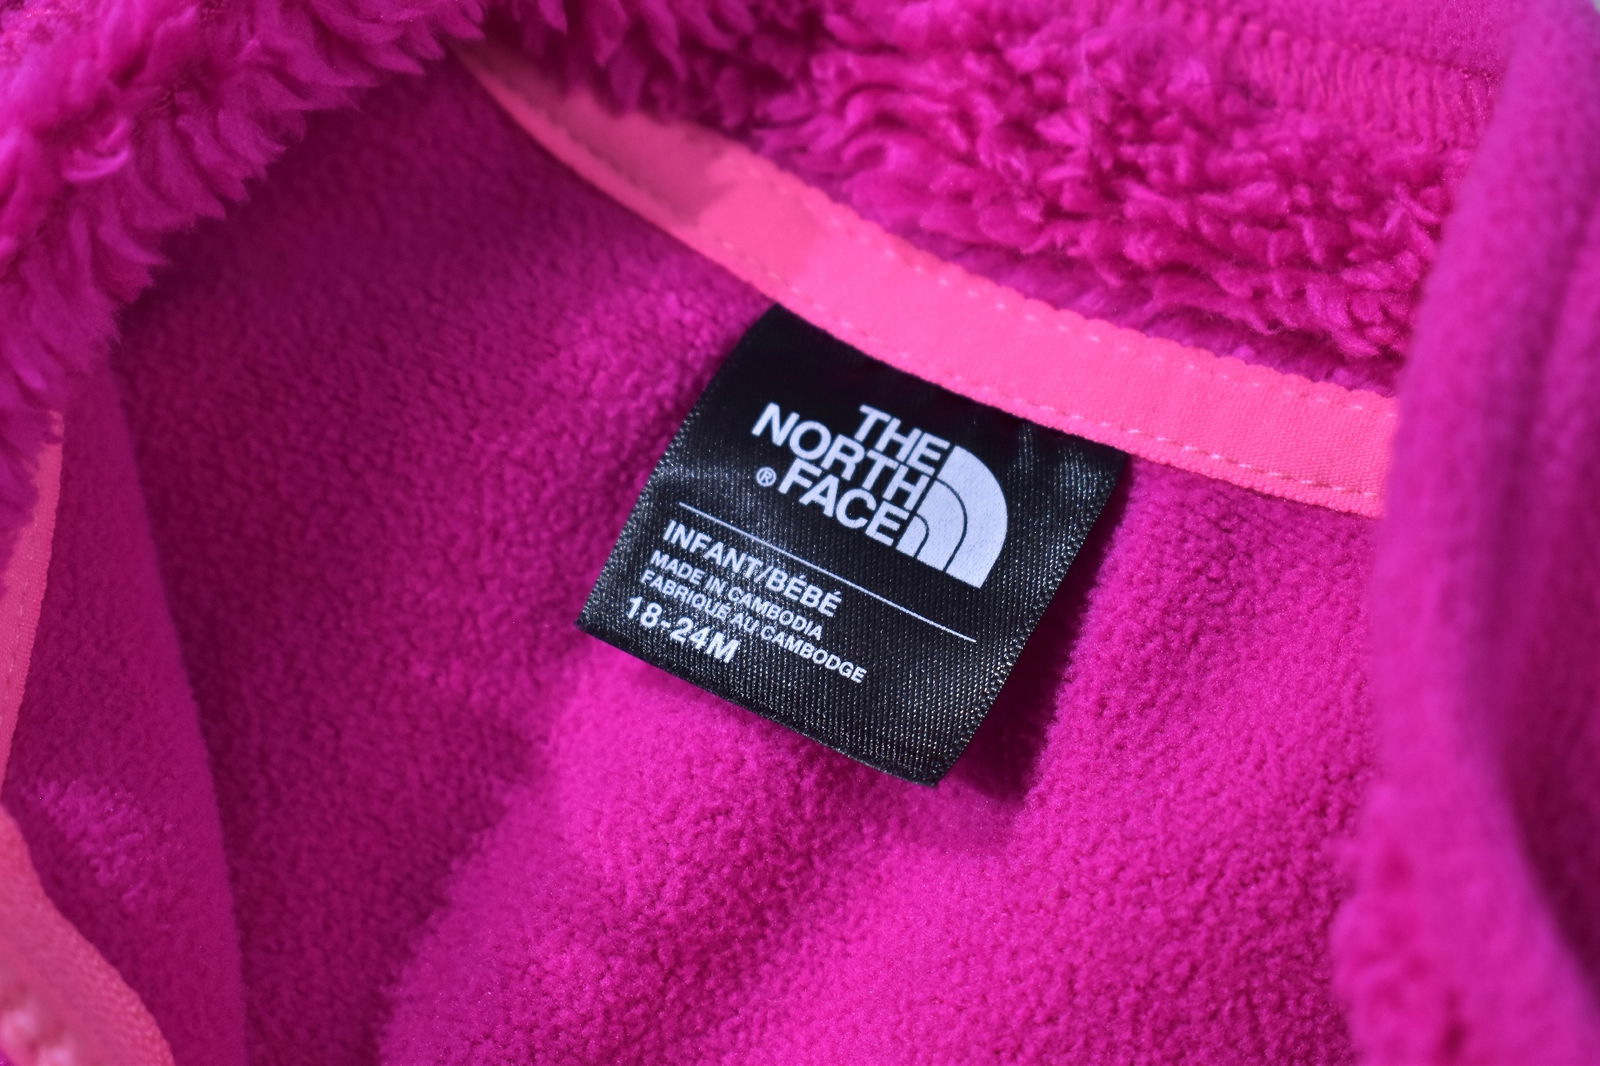 THE
NORTH
®FACE
INFANT/BÉBÉ
MADE IN CAMBODIA
FABRIQUÉ AU CAMBODGE
18-24M